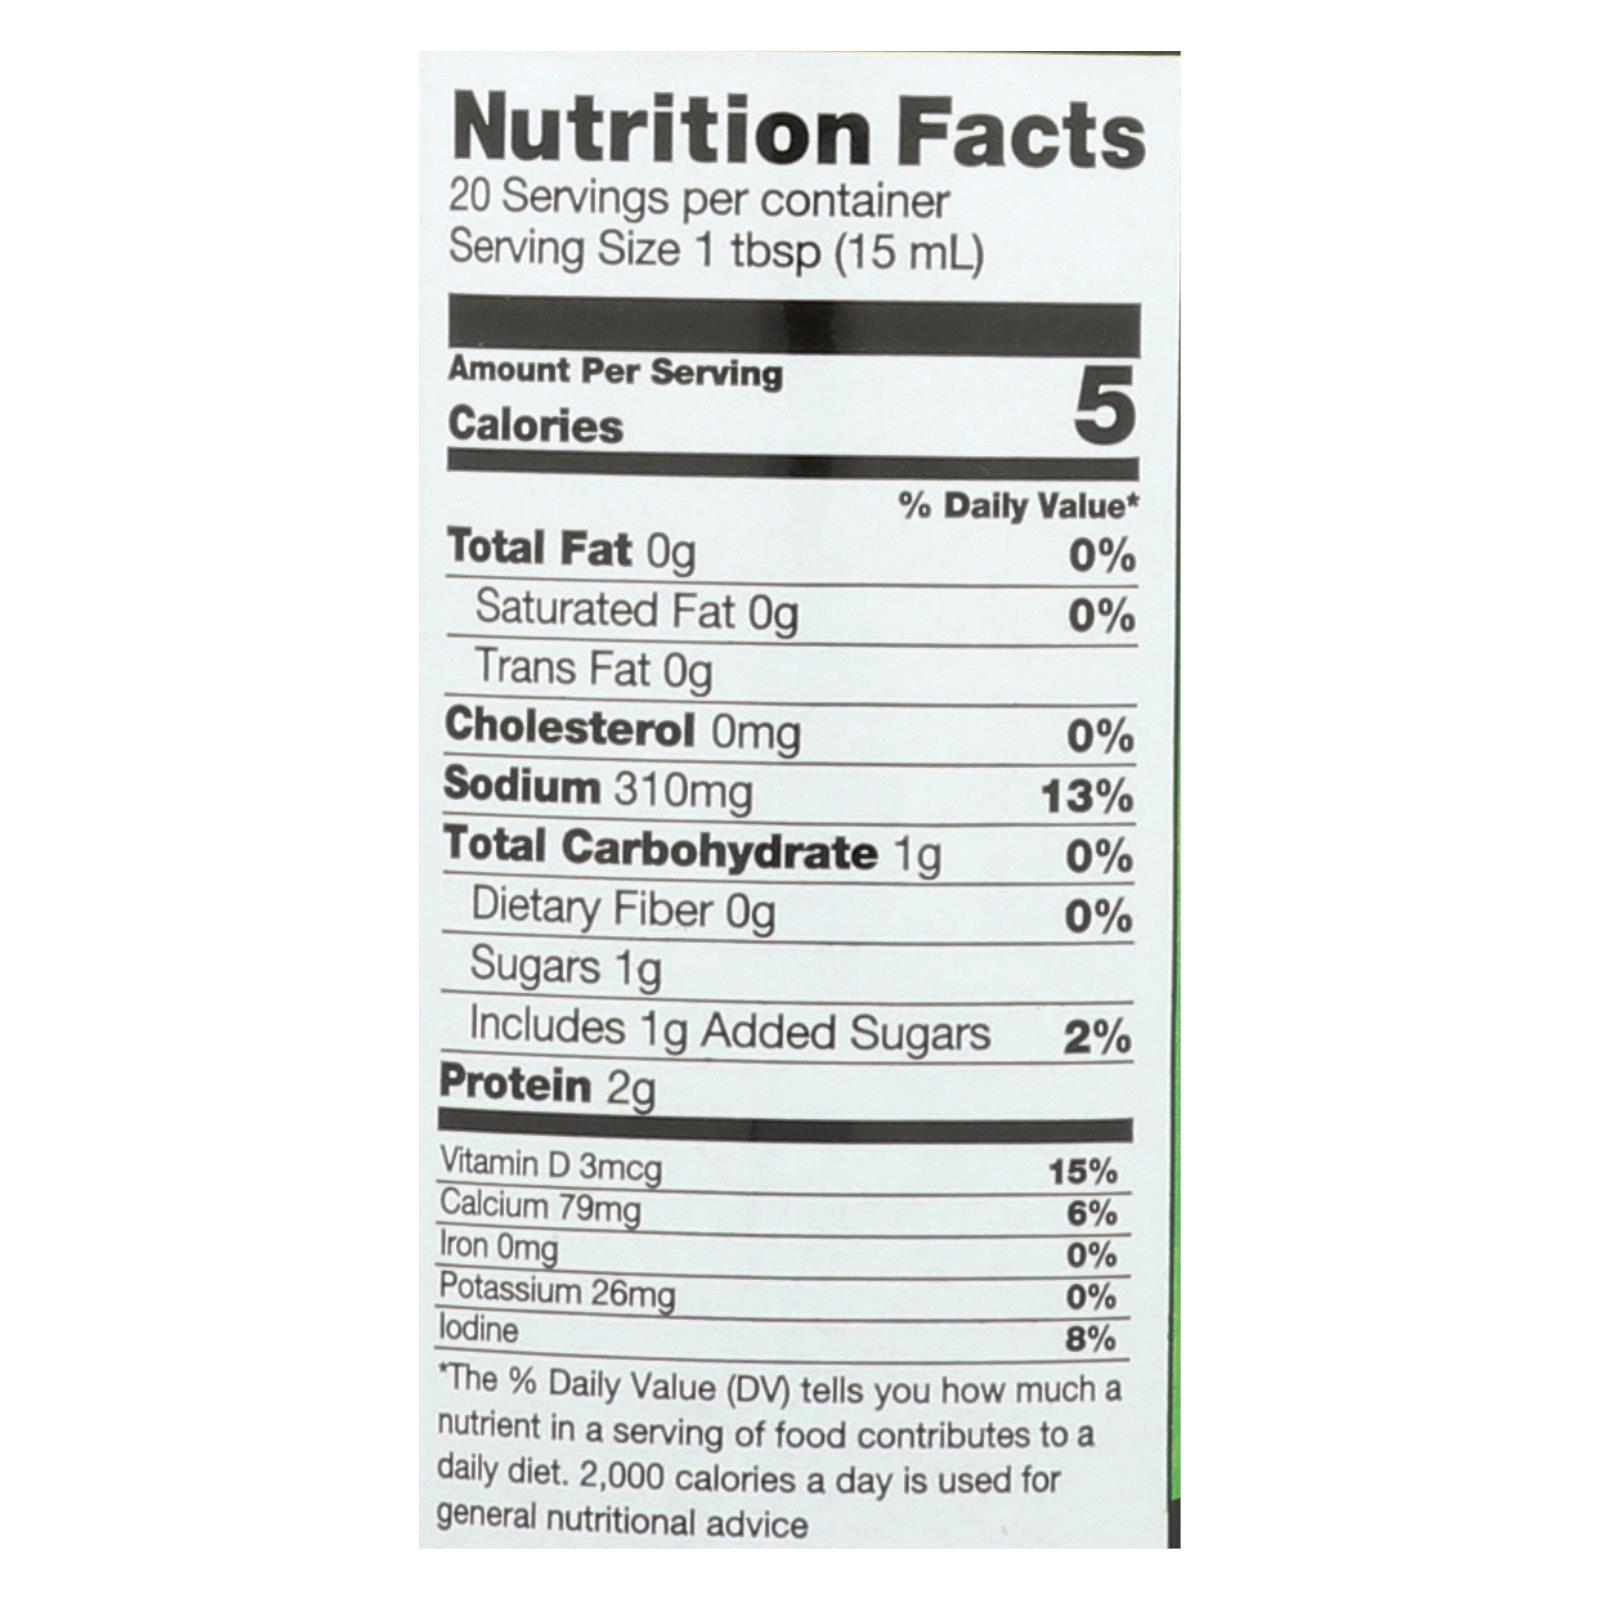 Nutrition Facts
20 Servings per container
Serving Size 1 tbsp (15 mL)
Amount Per Serving
Calories 5
% Daily Value*
Total Fat 0g 0%
Saturated Fat 0g 0%
Trans Fat 0g
Cholesterol 0mg 0%
Sodium 310mg 13%
Total Carbohydrate 1g 0%
Dietary Fiber 0g 0%
Sugars 1g
Includes 1g Added Sugars 2%
Protein 2g
Vitamin D 3mcg 15%
Calcium 79mg 6%
Iron 0mg 0%
Potassium 26mg 0%
Iodine 8%
*The % Daily Value (DV) tells you how much a
nutrient in a serving of food contributes to a
daily diet. 2,000 calories a day is used for
general nutritional advice